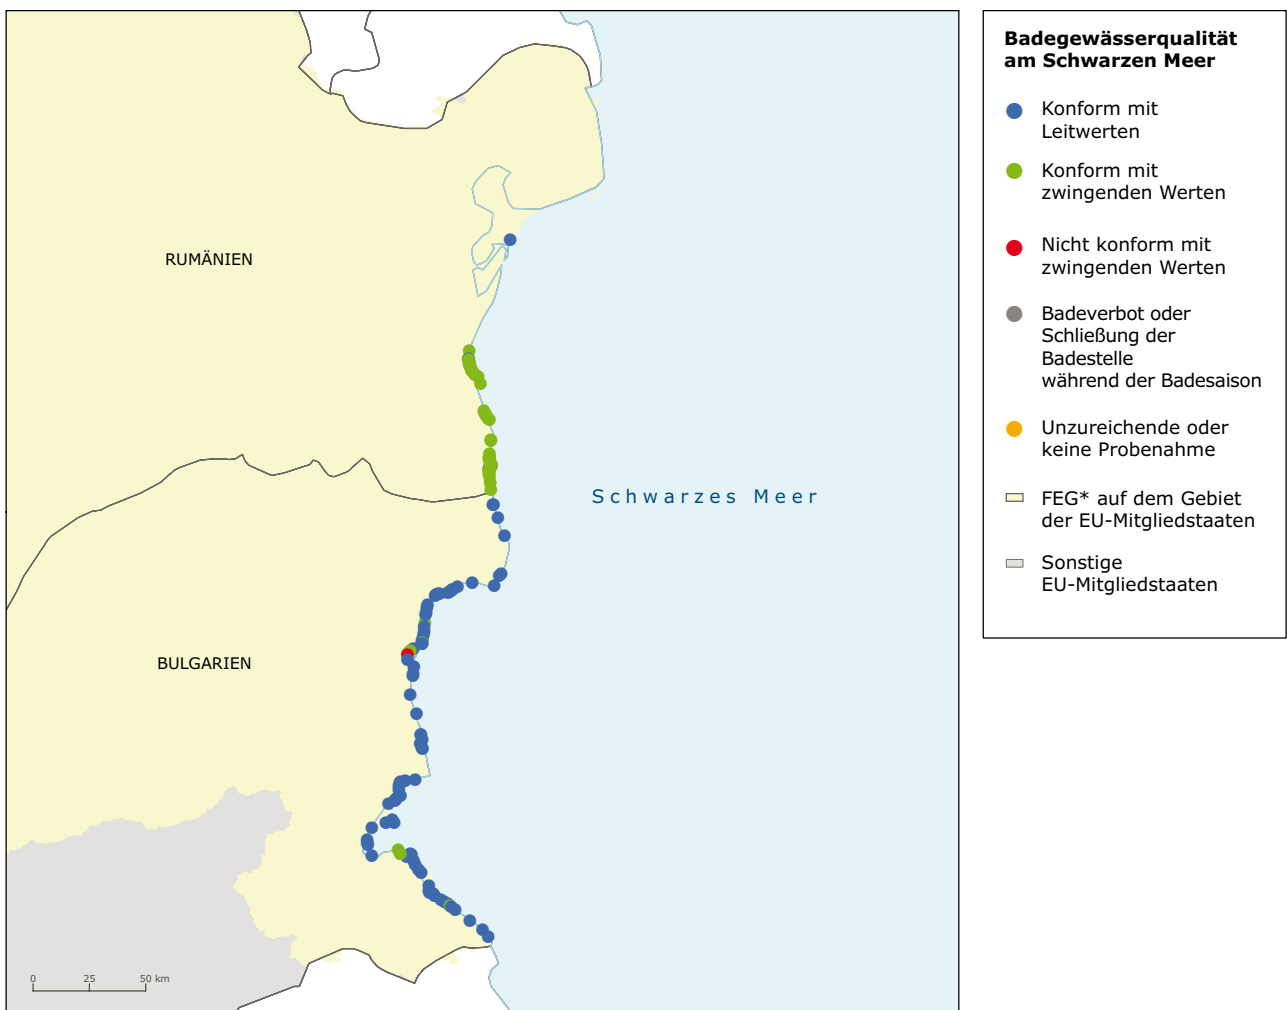 Badegewässerqualität
am Schwarzen Meer
Konform mit
Leitwerten
Konform mit
zwingenden Werten
Nicht konform mit
zwingenden Werten
Badeverbot oder
Schließung der
Badestelle
während der Badesaison
Unzureichende oder
keine Probenahme
FEG* auf dem Gebiet
der EU-Mitgliedstaaten
Sonstige
EU-Mitgliedstaaten
RUMÄNIEN
Schwarzes Meer
BULGARIEN
0 25 50 km